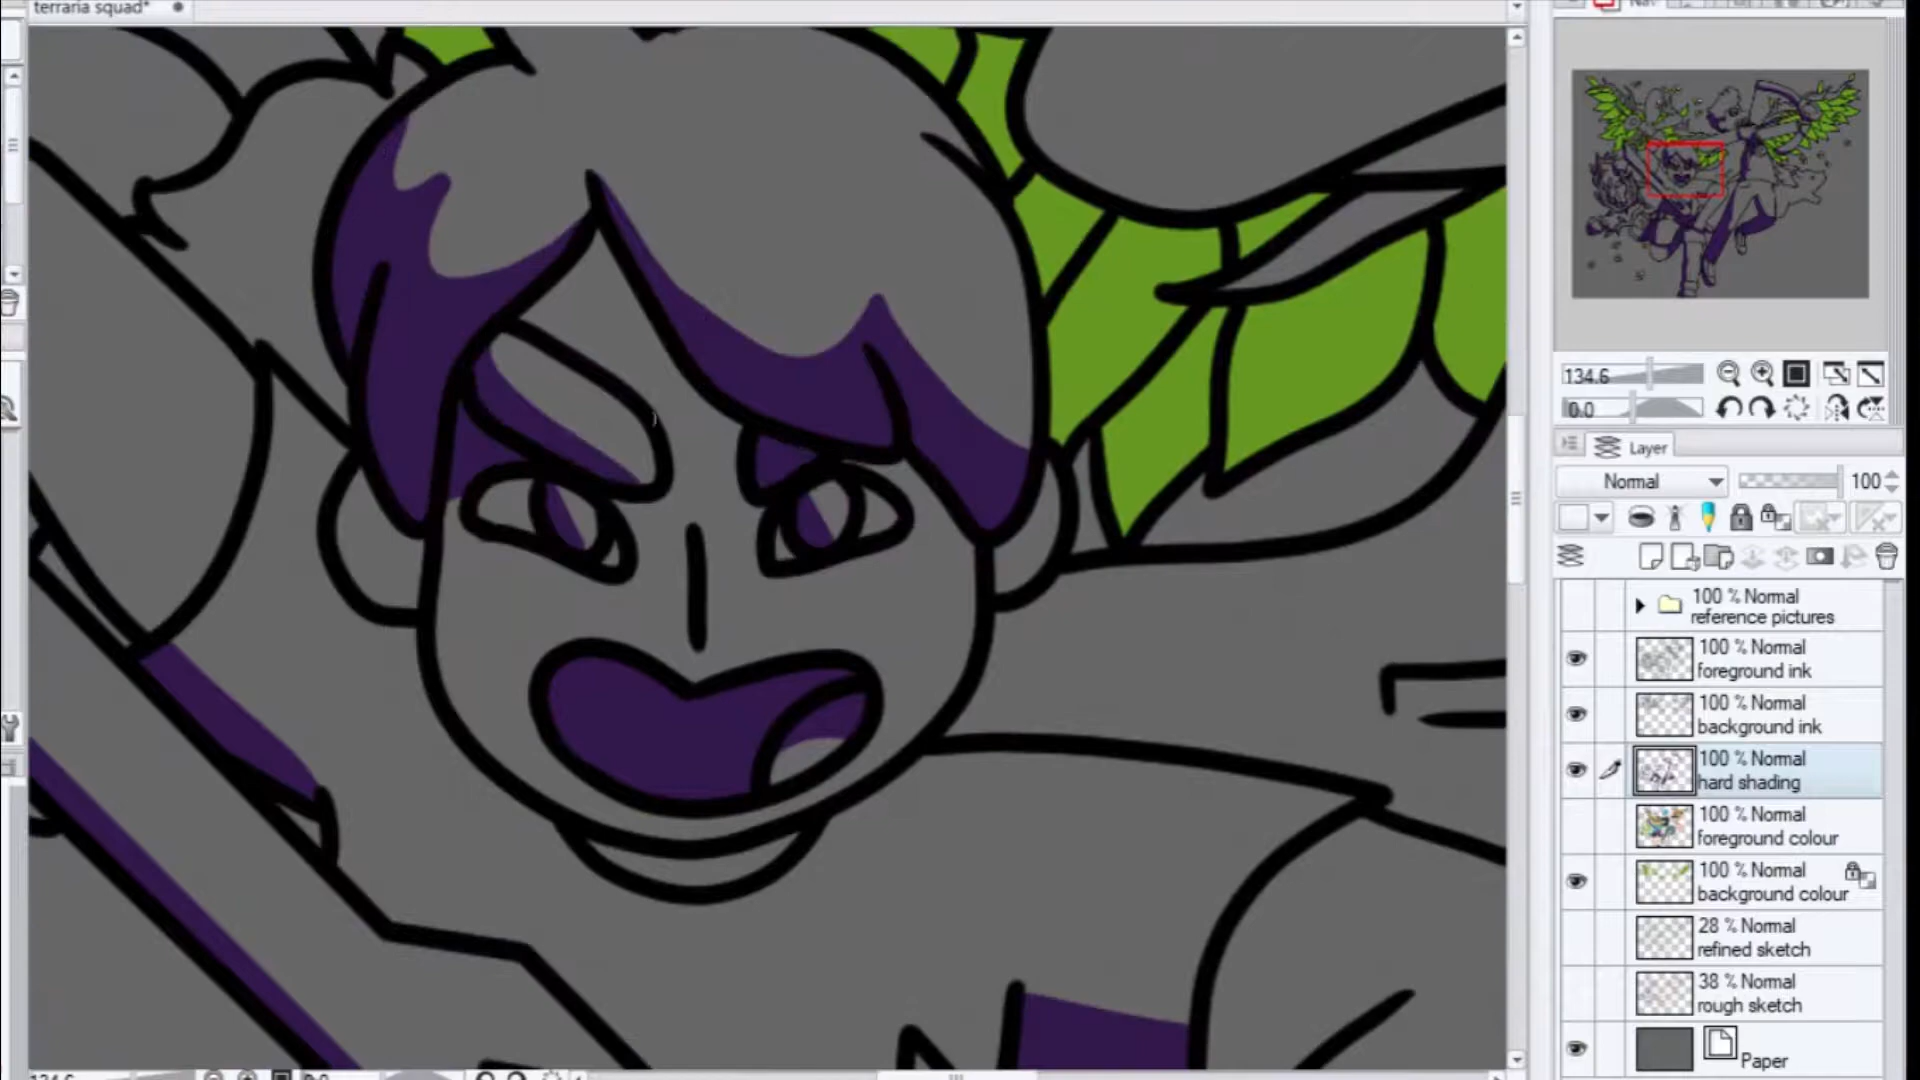 terraria squad*
134.6
0.0
Layer
Normal
100
100 % Normal
reference pictures
100 % Normal
foreground ink
100 % Normal
background ink
100 % Normal
hard shading
100 % Normal
foreground colour
100 % Normal
background colour
28 % Normal
refined sketch
38 % Normal
rough sketch
Paper